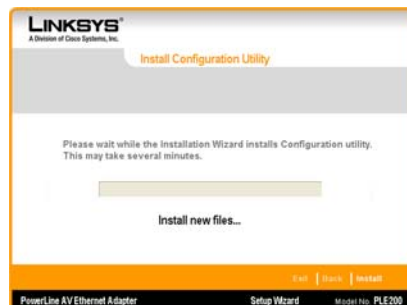 LINKSYS®
A Division of Cisco Systems, Inc.
Install Configuration Utility
Please wait while the Installation Wizard installs Configuration utility.
This may take several minutes.
Install new files...
Exit | Back | Install
PowerLine AV Ethernet Adapter Setup Wizard Model No. PLE200